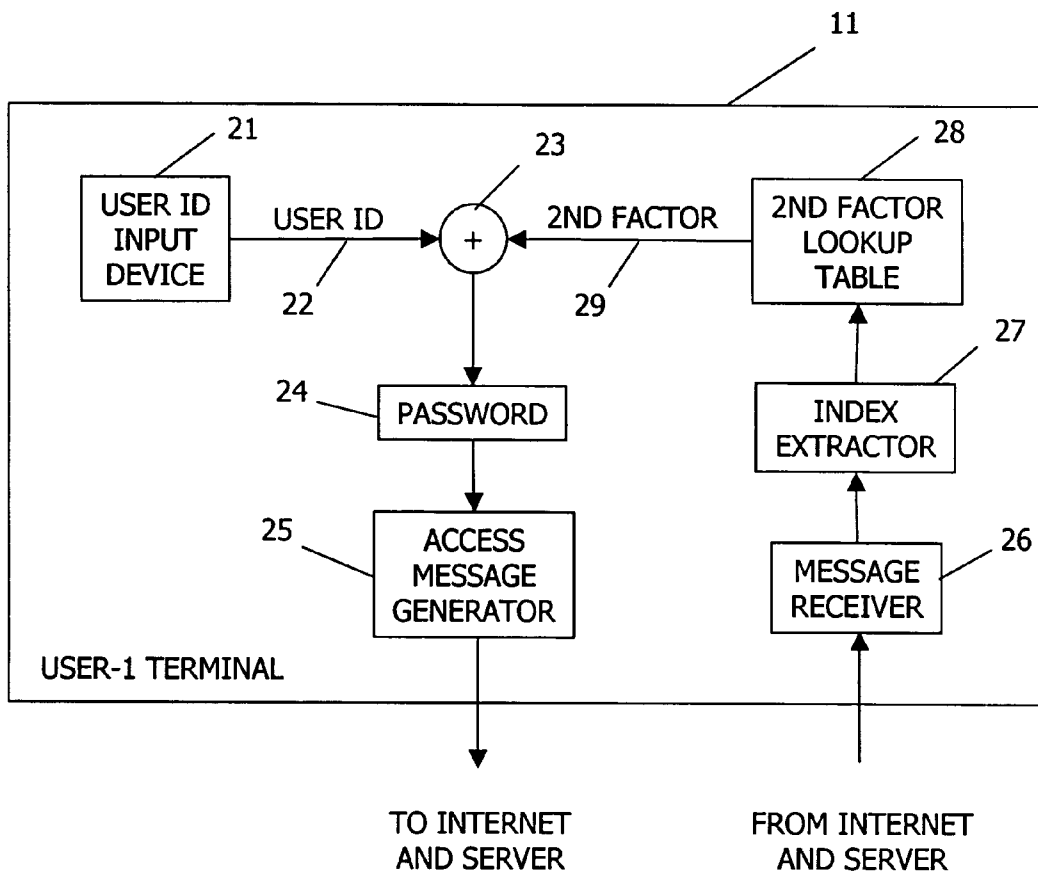 11
21
23
28
USER ID
INPUT
DEVICE
USER ID
22
+
2ND FACTOR
29
2ND FACTOR
LOOKUP
TABLE
27
24
PASSWORD
INDEX
EXTRACTOR
25
ACCESS
MESSAGE
GENERATOR
26
MESSAGE
RECEIVER
USER-1 TERMINAL
TO INTERNET
AND SERVER
FROM INTERNET
AND SERVER